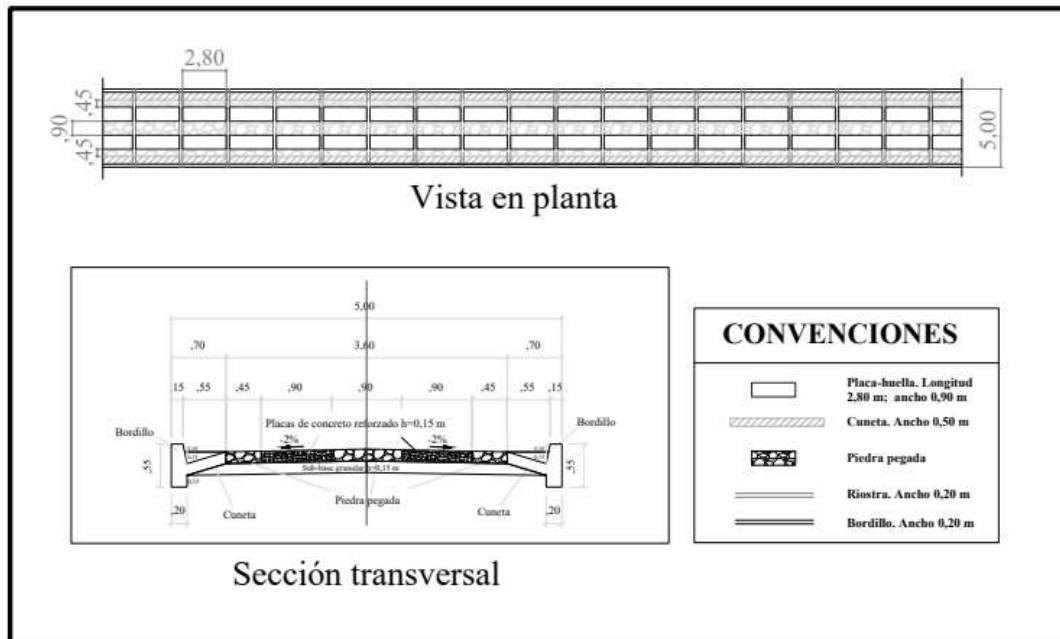 2,80
,45
,90
,45
5,00
Vista en planta
5,00
,70
3,60
,70
,15
,55
,45
,90
,90
,90
,45
,55
,15
Bordillo
Placas de concreto reforzado h=0,15 m
Bordillo
-2%
-2%
,55
Sub-base granular
,55
Piedra pegada
Cuneta
Cuneta
,20
,20
Sección transversal
CONVENCIONES
Placa-huella. Longitud
2,80 m; ancho 0,90 m
Cuneta. Ancho 0,50 m
Piedra pegada
Riostra. Ancho 0,20 m
Bordillo. Ancho 0,20 m